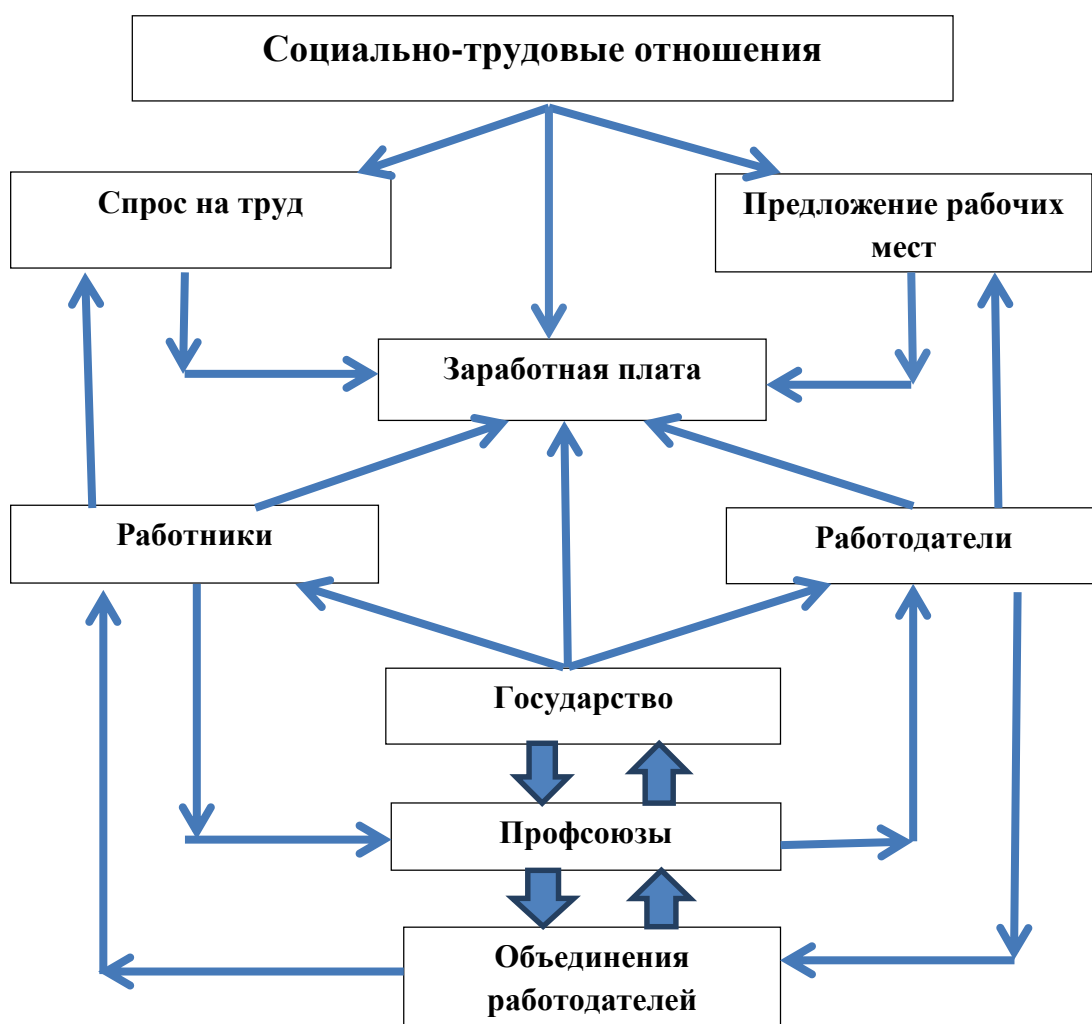 Социально-трудовые отношения
Спрос на труд
Предложение рабочих
мест
Заработная плата
Работники
Работодатели
Государство
Профсоюзы
Объединения
работодателей